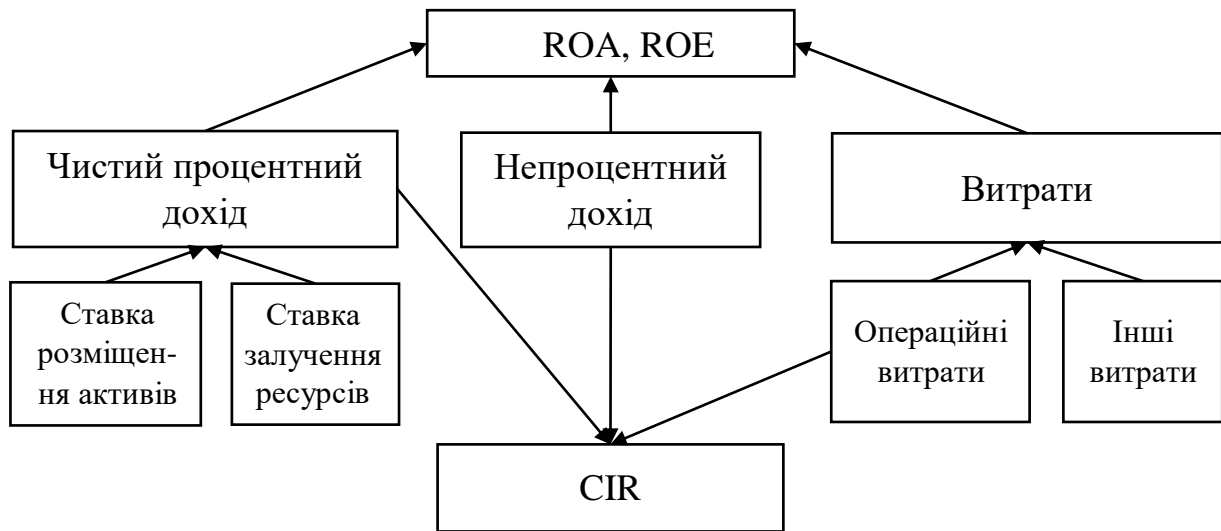 ROA, ROE
Чистий процентний
дохід
Непроцентний
дохід
Витрати
Ставка
розміщен-
ня активів
Ставка
залучення
ресурсів
Операційні
витрати
Інші
витрати
CIR